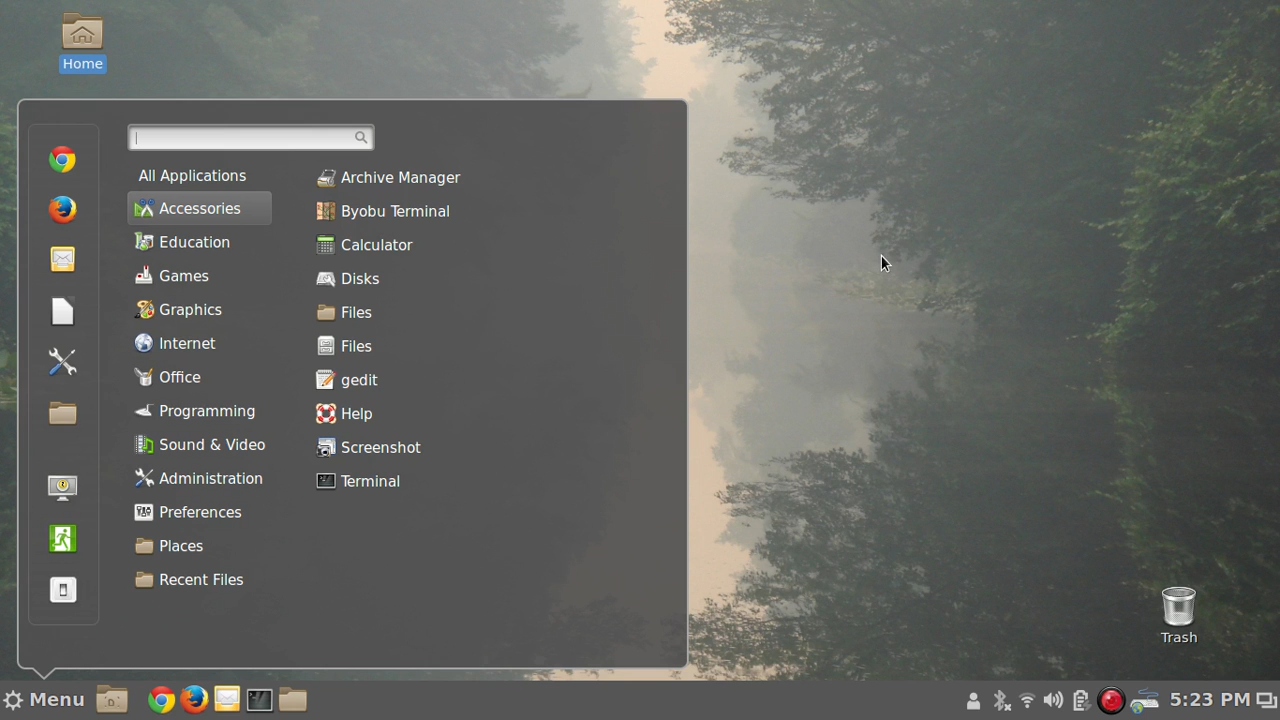 Home
All Applications
Accessories
Education
Games
Graphics
Internet
Office
Programming
Sound & Video
Administration
Preferences
Places
Recent Files
Archive Manager
Byobu Terminal
Calculator
Disks
Files
Files
gedit
Help
Screenshot
Terminal
Trash
Menu
5:23 PM